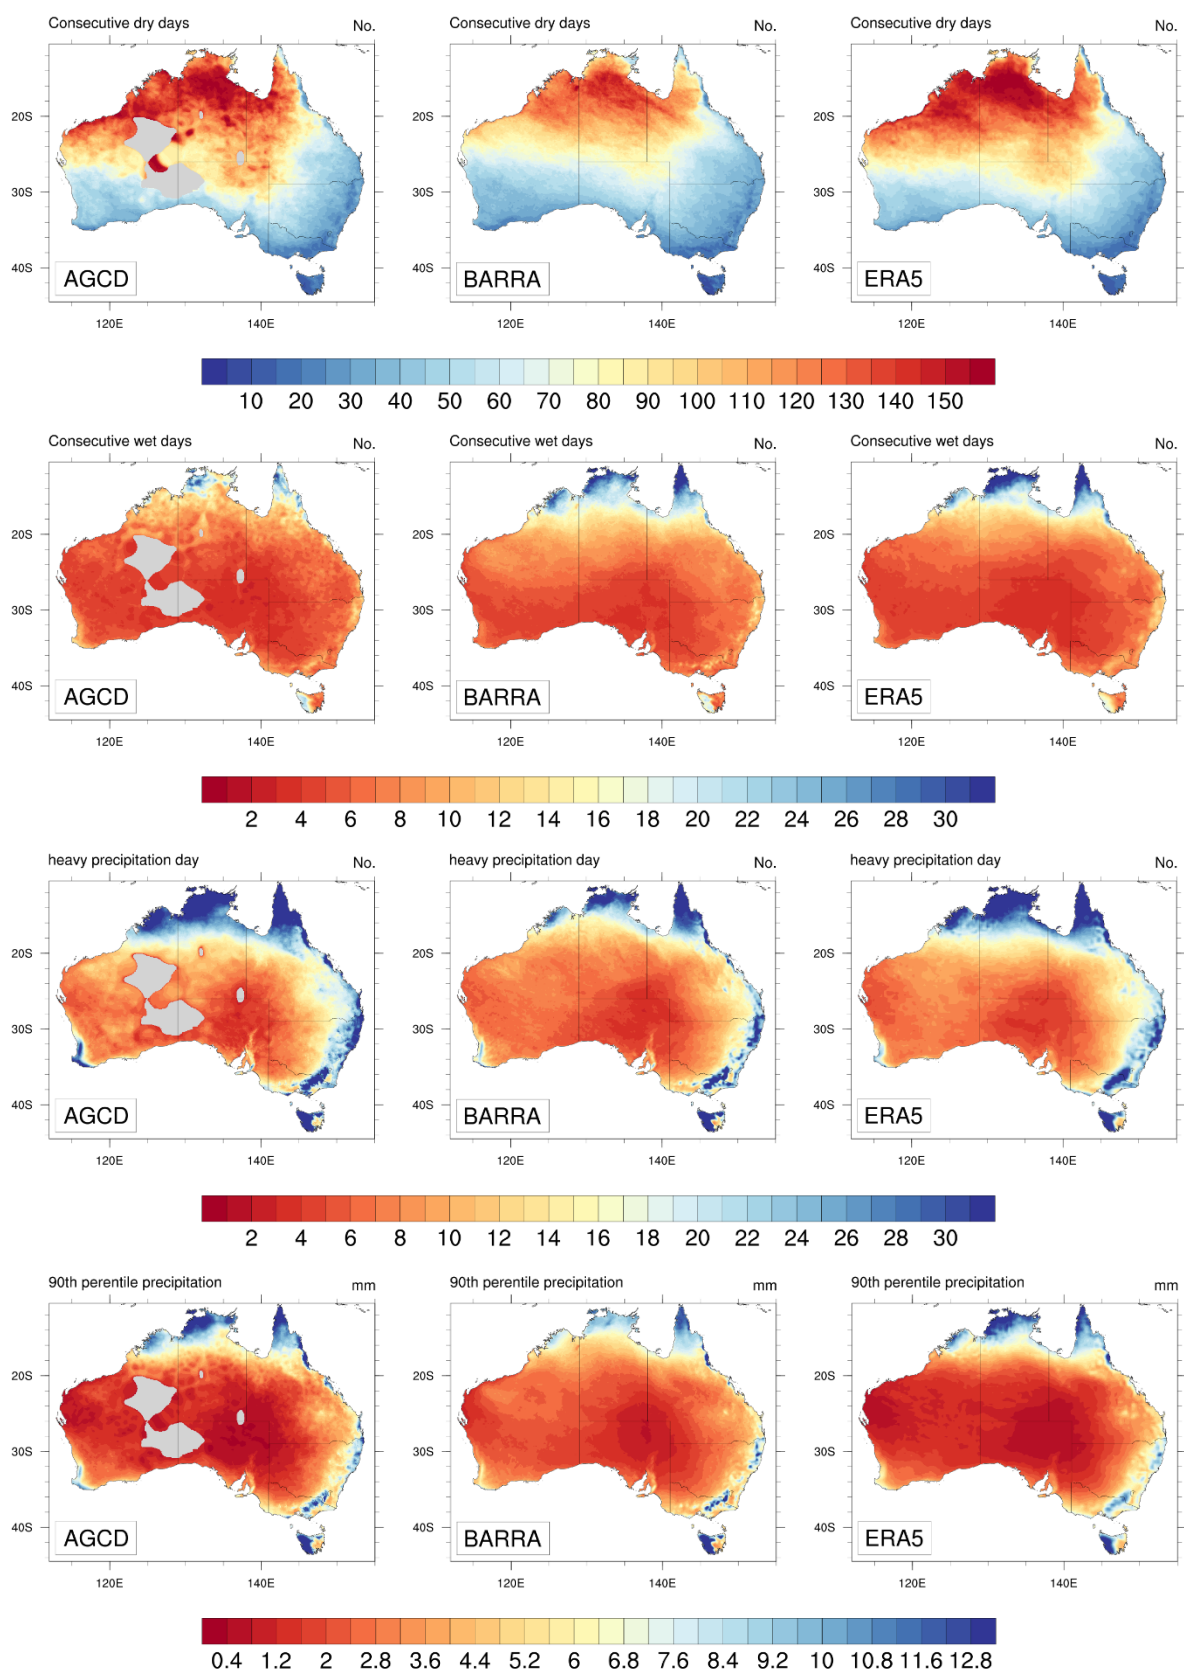 Consecutive dry days No. Consecutive dry days No. Consecutive dry days No.
20S 20S 20S
30S 30S 30S
40S 40S 40S
AGCD BARRA ERA5
120E 140E 120E 140E 120E 140E
10 20 30 40 50 60 70 80 90 100 110 120 130 140 150
Consecutive wet days No. Consecutive wet days No. Consecutive wet days No.
20S 20S 20S
30S 30S 30S
40S 40S 40S
AGCD BARRA ERA5
120E 140E 120E 140E 120E 140E
2 4 6 8 10 12 14 16 18 20 22 24 26 28 30
heavy precipitation day No. heavy precipitation day No. heavy precipitation day No.
20S 20S 20S
30S 30S 30S
40S 40S 40S
AGCD BARRA ERA5
120E 140E 120E 140E 120E 140E
2 4 6 8 10 12 14 16 18 20 22 24 26 28 30
90th perentile precipitation mm 90th perentile precipitation mm 90th perentile precipitation mm
20S 20S 20S
30S 30S 30S
40S 40S 40S
AGCD BARRA ERA5
120E 140E 120E 140E 120E 140E
0.4 1.2 2 2.8 3.6 4.4 5.2 6 6.8 7.6 8.4 9.2 10 10.8 11.6 12.8